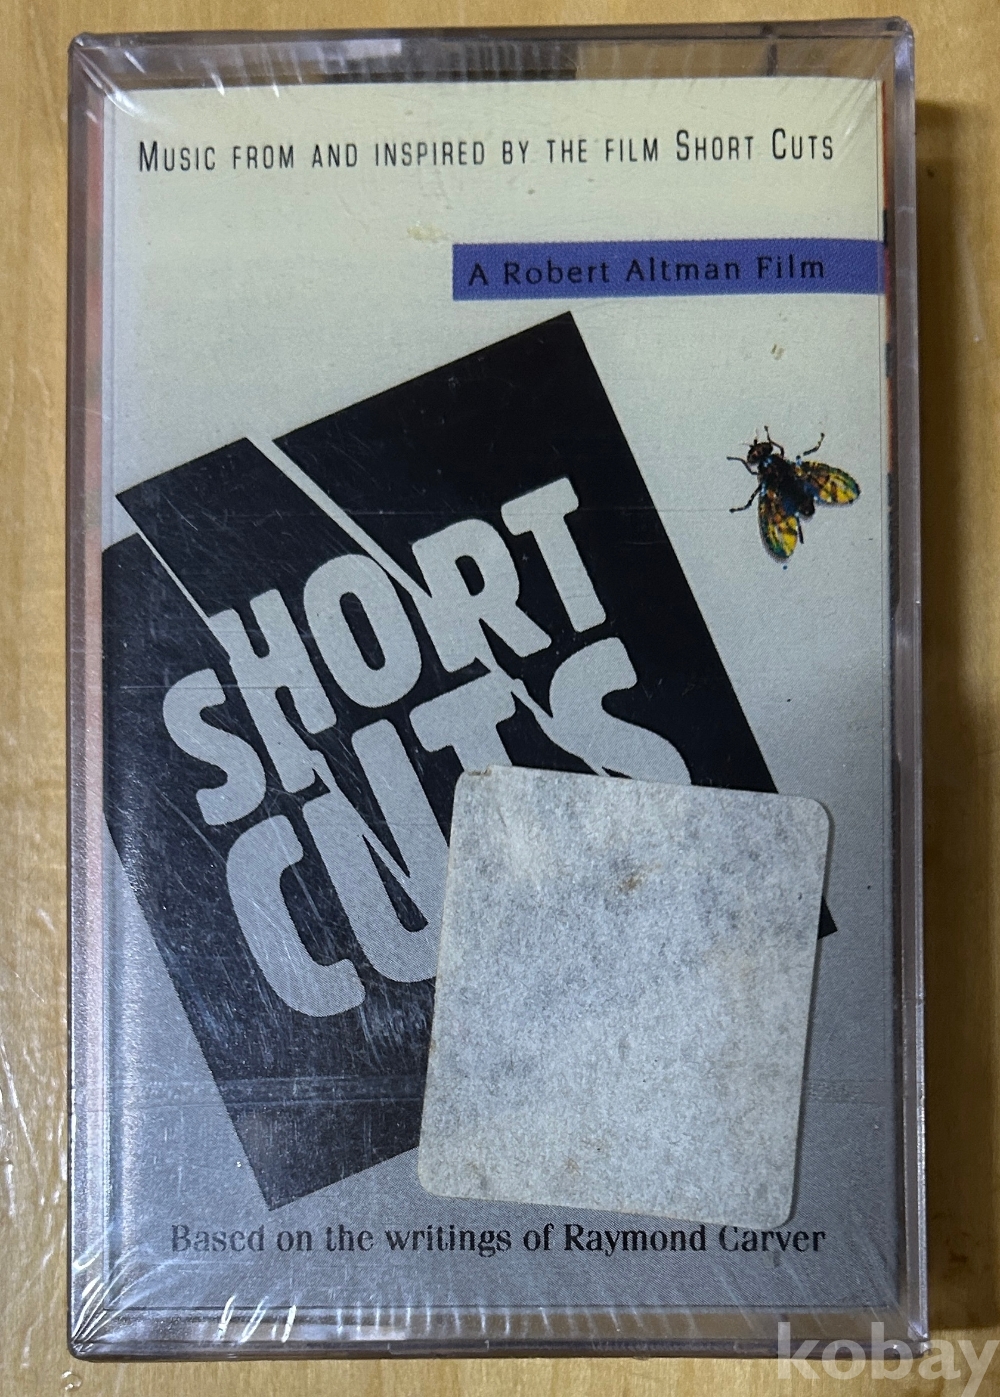 Music from and inspired by the film Short Cuts
A Robert Altman Film
SHORT
CUTS
Based on the writings of Raymond Carver
kobay